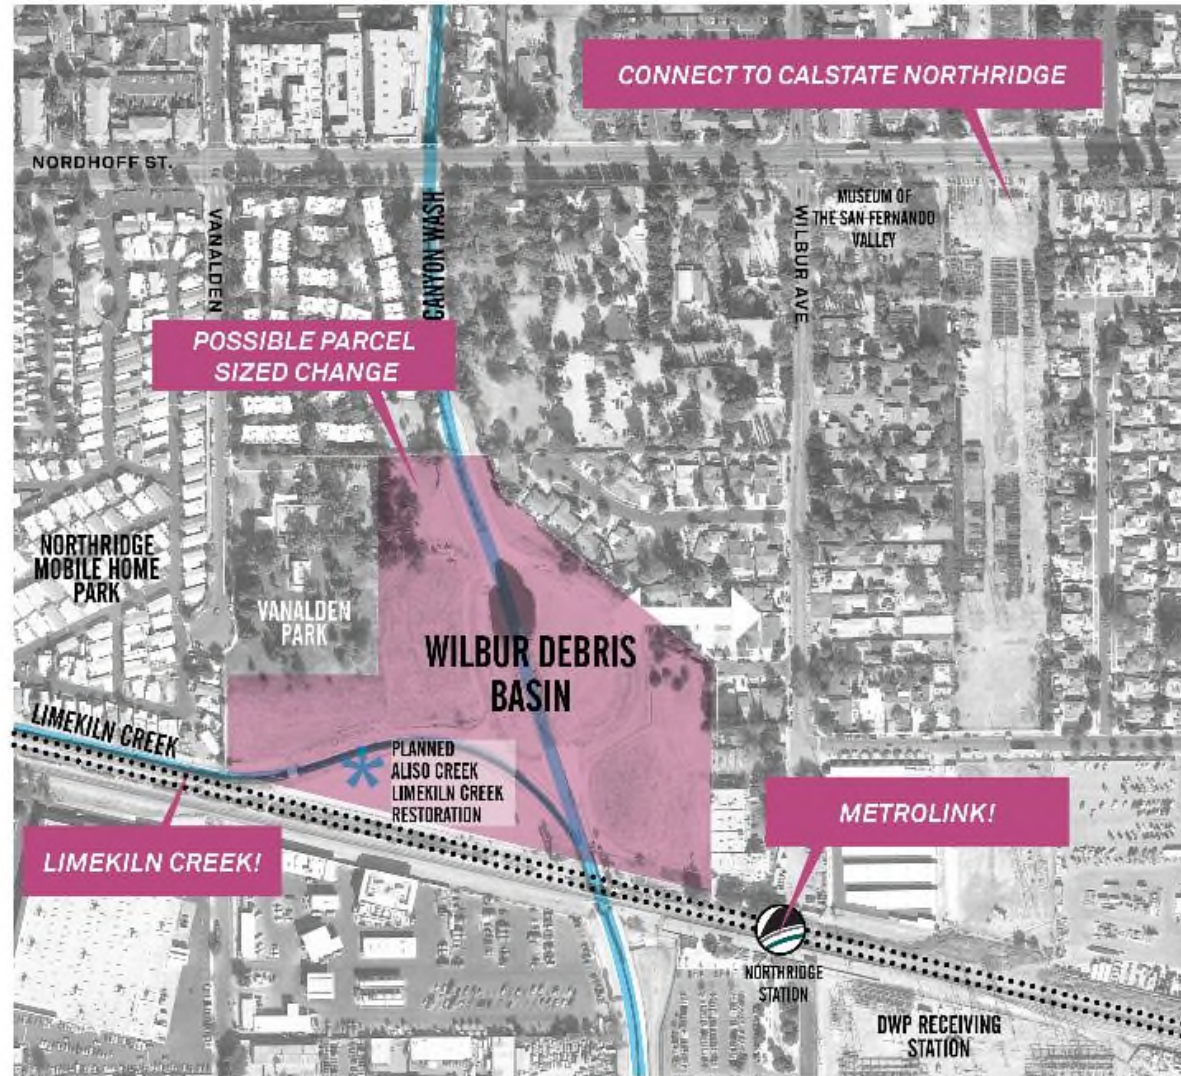 CONNECT TO CALSTATE NORTHRIDGE
NORDHOFF ST.
VANALDEN
CANYON WASH
WILBUR AVE
MUSEUM OF
THE SAN FERNANDO
VALLEY
POSSIBLE PARCEL
SIZED CHANGE
NORTHRIDGE
MOBILE HOME
PARK
VANALDEN
PARK
WILBUR DEBRIS
BASIN
LIMEKILN CREEK
PLANNED
ALISO CREEK
LIMEKILN CREEK
RESTORATION
METROLINK!
LIMEKILN CREEK!
NORTHRIDGE
STATION
DWP RECEIVING
STATION